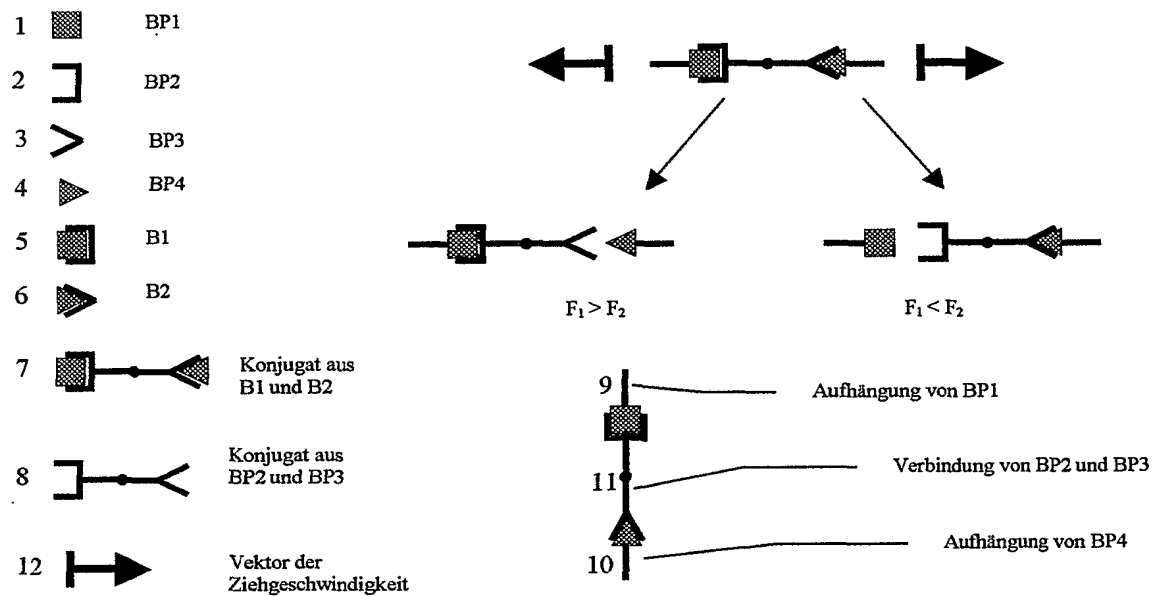 1 BP1
2 BP2
3 BP3
4 BP4
5 B1
6 B2
7 Konjugat aus
B1 und B2
8 Konjugat aus
BP2 und BP3
12 Vektor der
Ziehgeschwindigkeit
F₁ > F₂
F₁ < F₂
9 Aufhängung von BP1
11 Verbindung von BP2 und BP3
10 Aufhängung von BP4